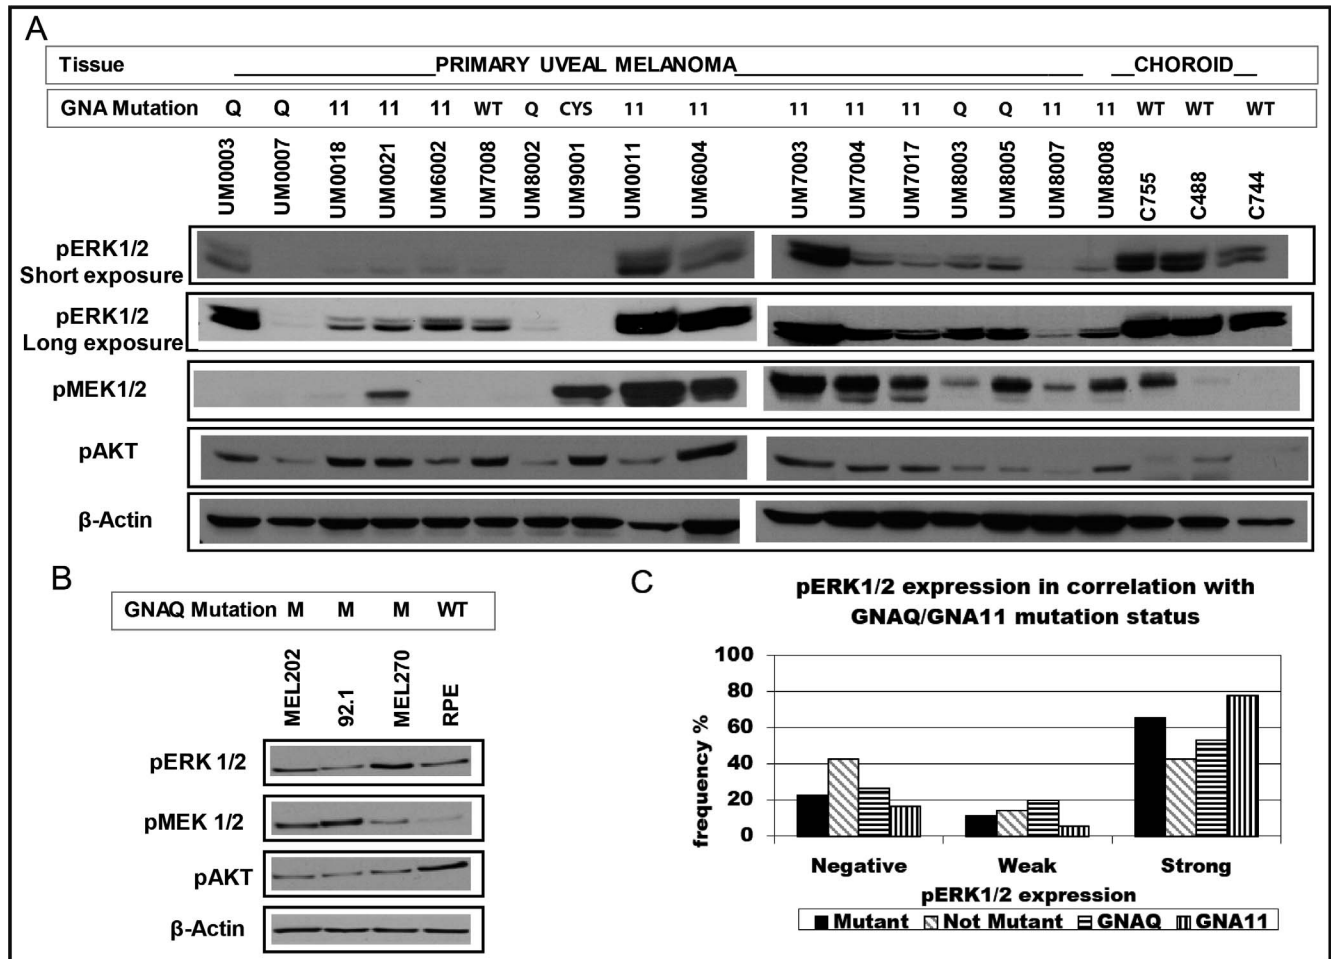 A
Tissue PRIMARY UVEAL MELANOMA CHOROID
GNA Mutation Q Q 11 11 11 WT Q CYS 11 11 11 11 11 Q Q 11 11 WT WT WT
UM0003 UM0007 UM0018 UM0021 UM6002 UM7008 UM8002 UM9001 UM0011 UM6004 UM7003 UM7004 UM7017 UM8003 UM8005 UM8007 UM8008 C755 C488 C744
pERK1/2
Short exposure
pERK1/2
Long exposure
pMEK1/2
pAKT
β-Actin
B
GNAQ Mutation M M M WT
MEL202 92.1 MEL270 RPE
pERK 1/2
pMEK 1/2
pAKT
β-Actin
C
pERK1/2 expression in correlation with
GNAQ/GNA11 mutation status
frequency %
100
80
60
40
20
0
Negative Weak Strong
pERK1/2 expression
Mutant Not Mutant GNAQ GNA11